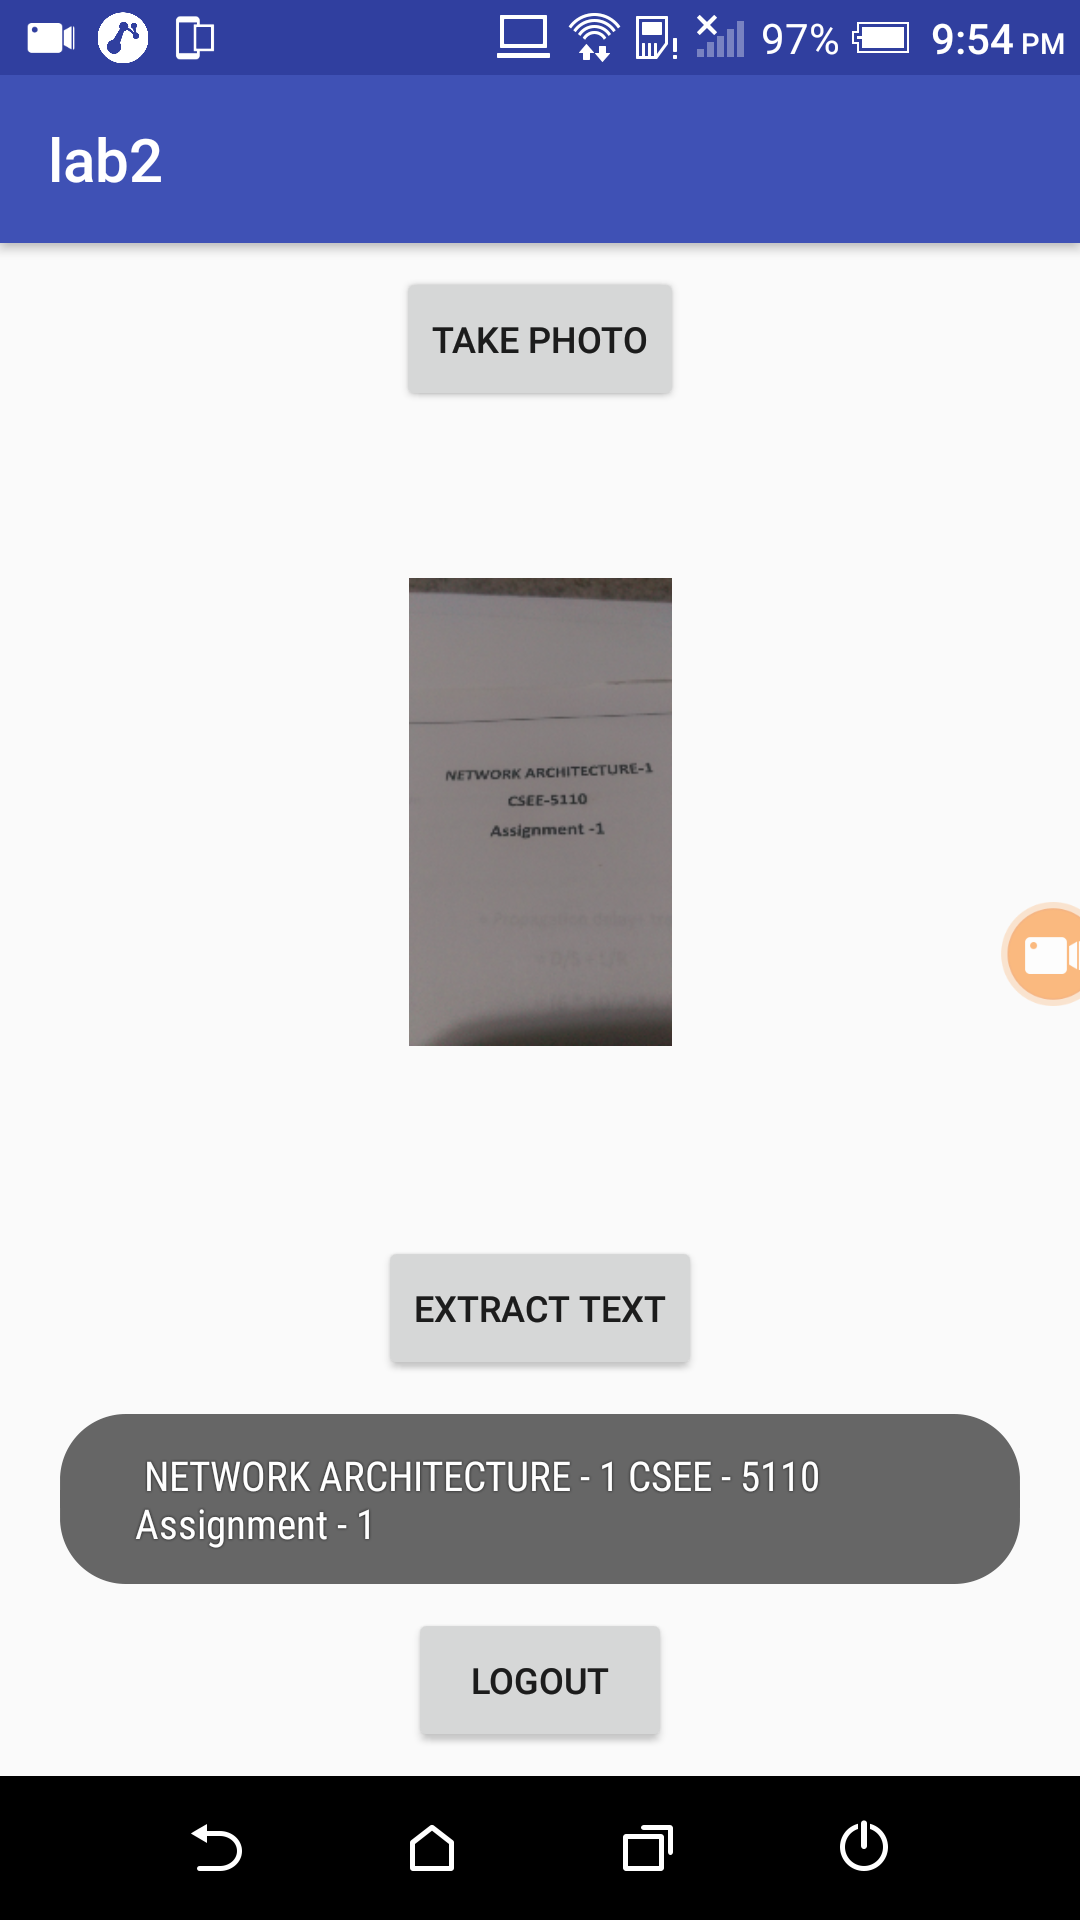 97% 9:54 PM
lab2
TAKE PHOTO
NETWORK ARCHITECTURE-1
CSEE-5110
Assignment -1
EXTRACT TEXT
NETWORK ARCHITECTURE - 1 CSEE - 5110
Assignment - 1
LOGOUT